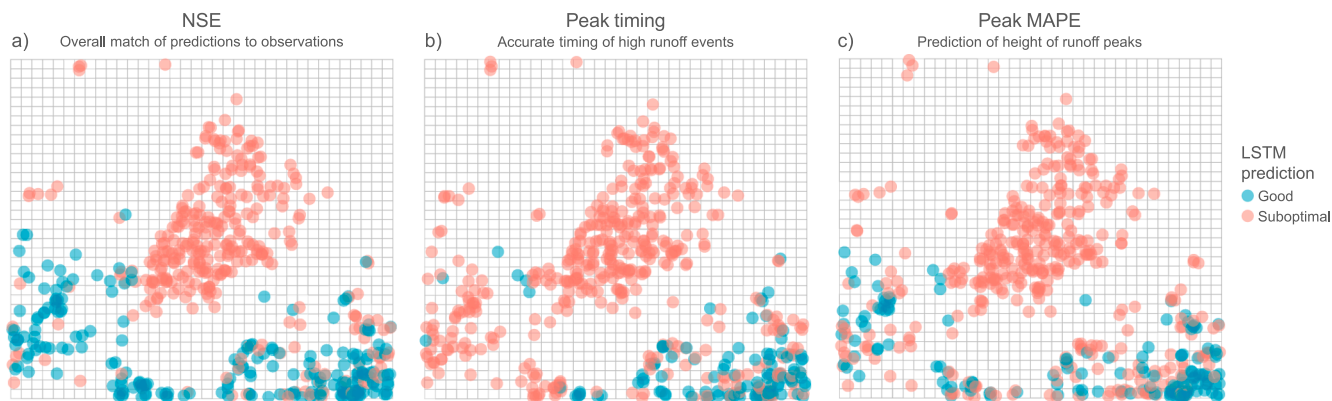 NSE
a) Overall match of predictions to observations
Peak timing
b) Accurate timing of high runoff events
Peak MAPE
c) Prediction of height of runoff peaks
LSTM
prediction
Good
Suboptimal